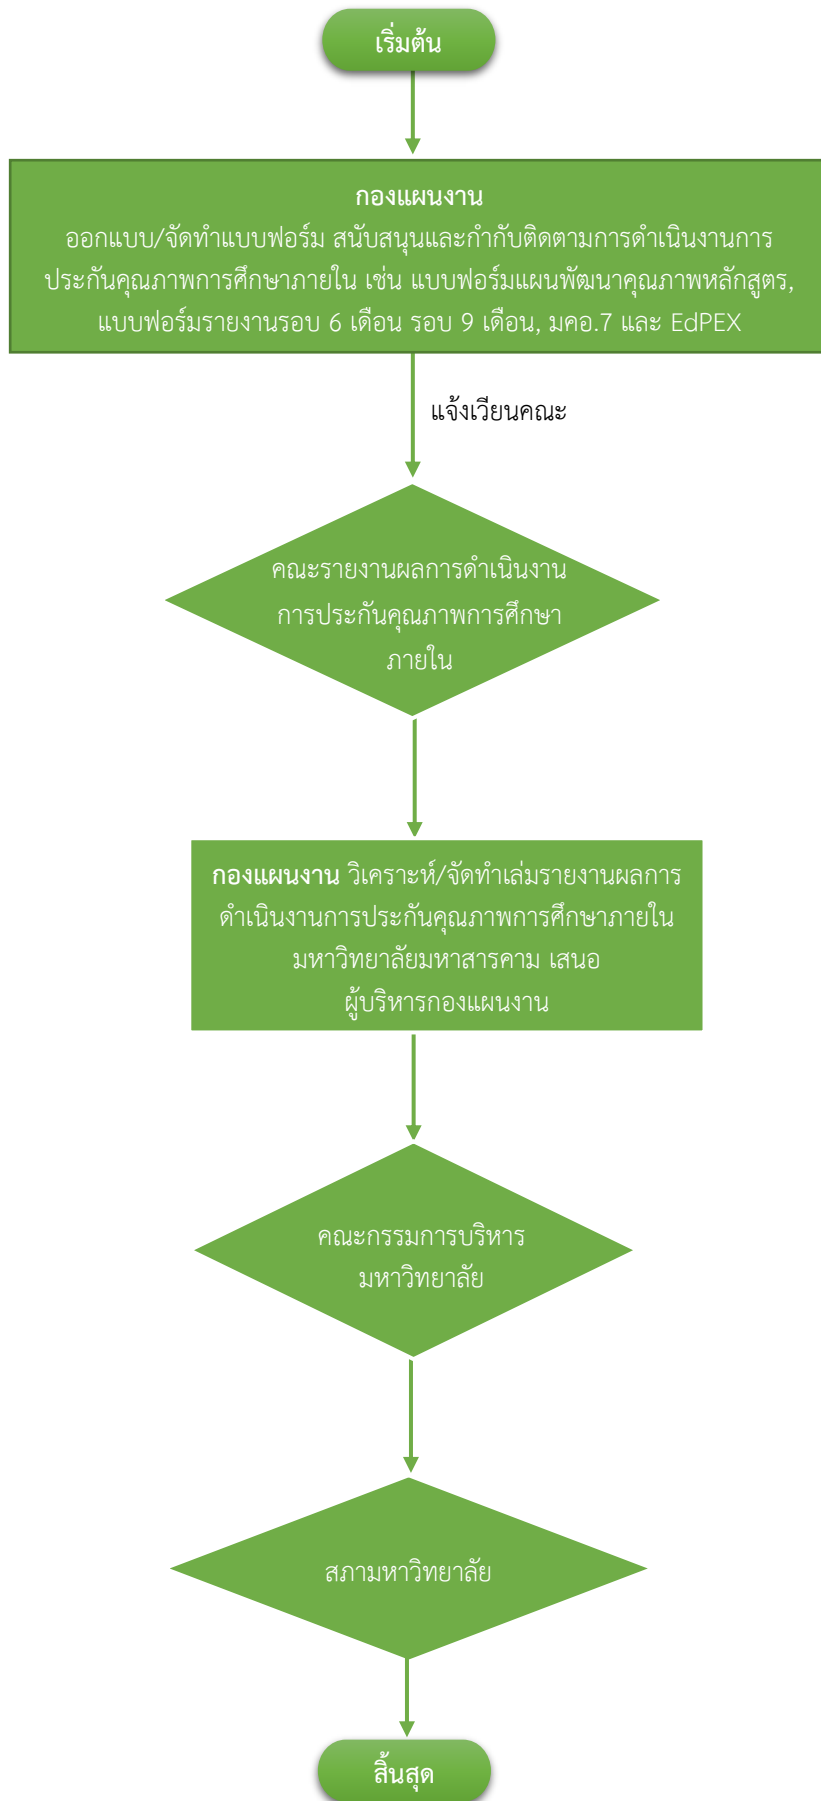 เริ่มต้น
กองแผนงาน
ออกแบบ/จัดทำแบบฟอร์ม สนับสนุนและกำกับติดตามการดำเนินงานการ
ประกันคุณภาพการศึกษาภายใน เช่น แบบฟอร์มแผนพัฒนาคุณภาพหลักสูตร,
แบบฟอร์มรายงานรอบ 6 เดือน รอบ 9 เดือน, มคอ.7 และ EdPEX
แจ้งเวียนคณะ
คณะรายงานผลการดำเนินงาน
การประกันคุณภาพการศึกษา
ภายใน
กองแผนงาน วิเคราะห์/จัดทำเล่มรายงานผลการ
ดำเนินงานการประกันคุณภาพการศึกษาภายใน
มหาวิทยาลัยมหาสารคาม เสนอ
ผู้บริหารกองแผนงาน
คณะกรรมการบริหาร
มหาวิทยาลัย
สภามหาวิทยาลัย
สิ้นสุด